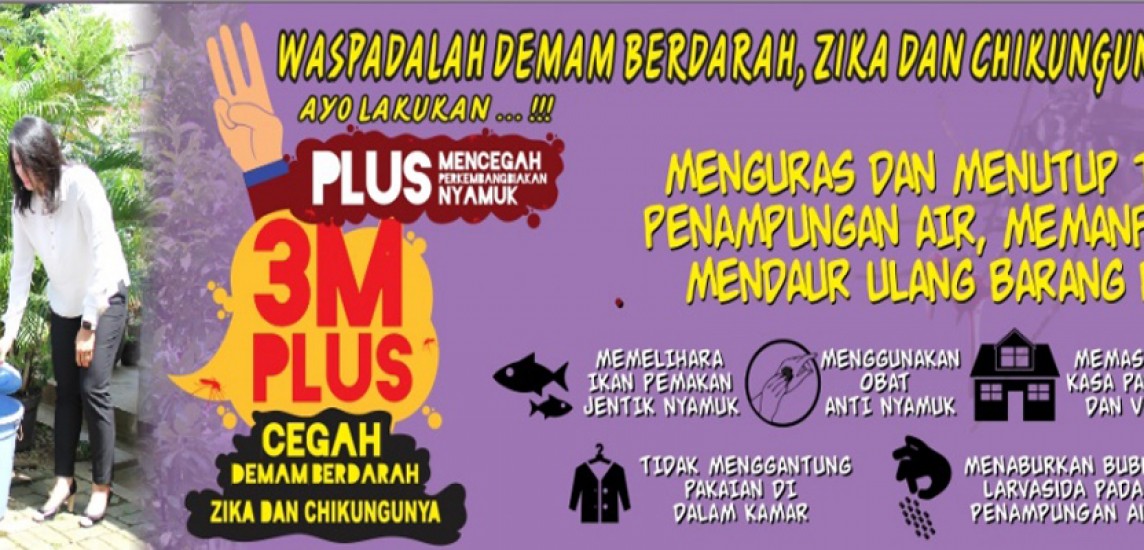 WASPADALAH DEMAM BERDARAH, ZIKA DAN CHIKUNGUN
AYO LAKUKAN ... !!!
PLUS MENCEGAH
PERKEMBANGBIAKAN
NYAMUK
3M
PLUS
CEGAH
DEMAM BERDARAH
ZIKA DAN CHIKUNGUNYA
MENGURAS DAN MENUTUP
PENAMPUNGAN AIR, MEMANF
MENDAUR ULANG BARANG
MEMELIHARA
IKAN PEMAKAN
JENTIK NYAMUK
MENGGUNAKAN
OBAT
ANTI NYAMUK
MEMAS
KASA PA
DAN V
TIDAK MENGGANTUNG
PAKAIAN DI
DALAM KAMAR
MENABURKAN BUB
LARVASIDA PADA
PENAMPUNGAN AI